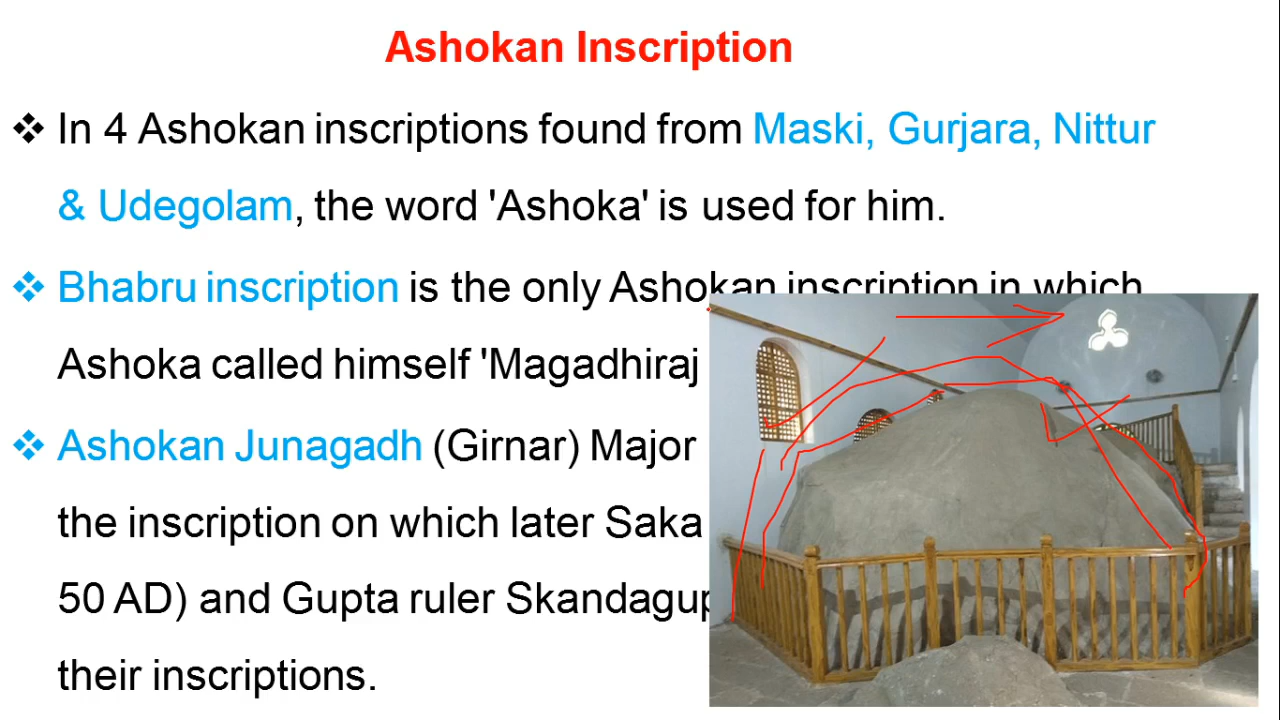 Ashokan Inscription
❖ In 4 Ashokan inscriptions found from Maski, Gurjara, Nittur
& Udegolam, the word 'Ashoka' is used for him.
❖ Bhabru inscription is the only Ashokan inscription in which
Ashoka called himself 'Magadhiraj
❖ Ashokan Junagadh (Girnar) Major
the inscription on which later Saka
50 AD) and Gupta ruler Skandagup
their inscriptions.